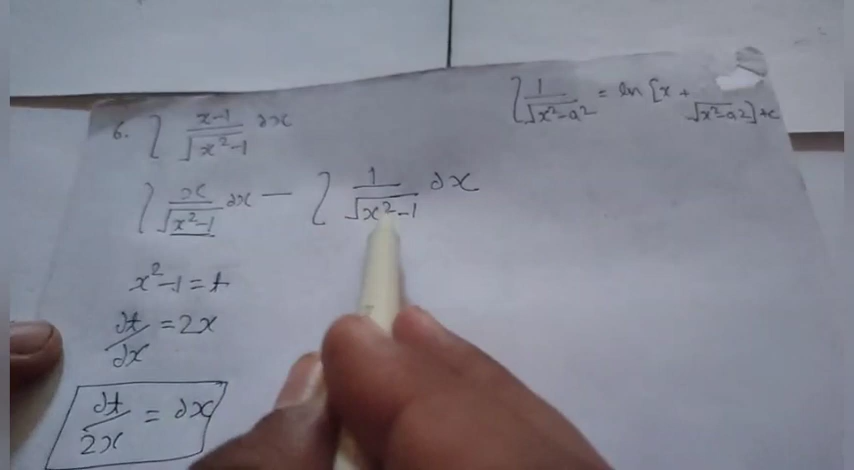 6. ∫ x-1/√x²-1 dx
∫ 1/√x²-a² = ln [x + √x²-a²]+c
∫ x/√x²-1 dx — ∫ 1/√x²-1 dx
x²-1 = t
dt/dx = 2x
dt/2x = dx